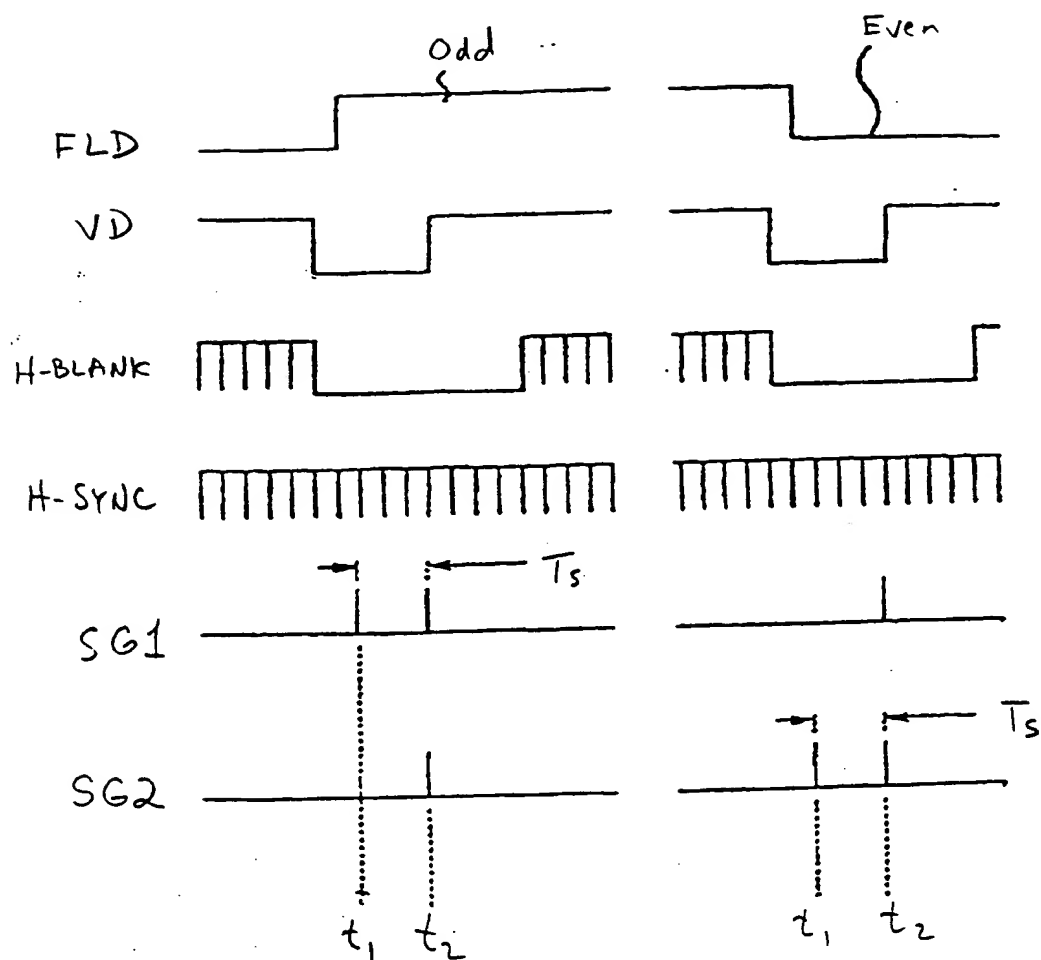 Odd
Even
FLD
VD
H-BLANK
H-SYNC
Ts
SG1
Ts
SG2
t1 t2 t1 t2